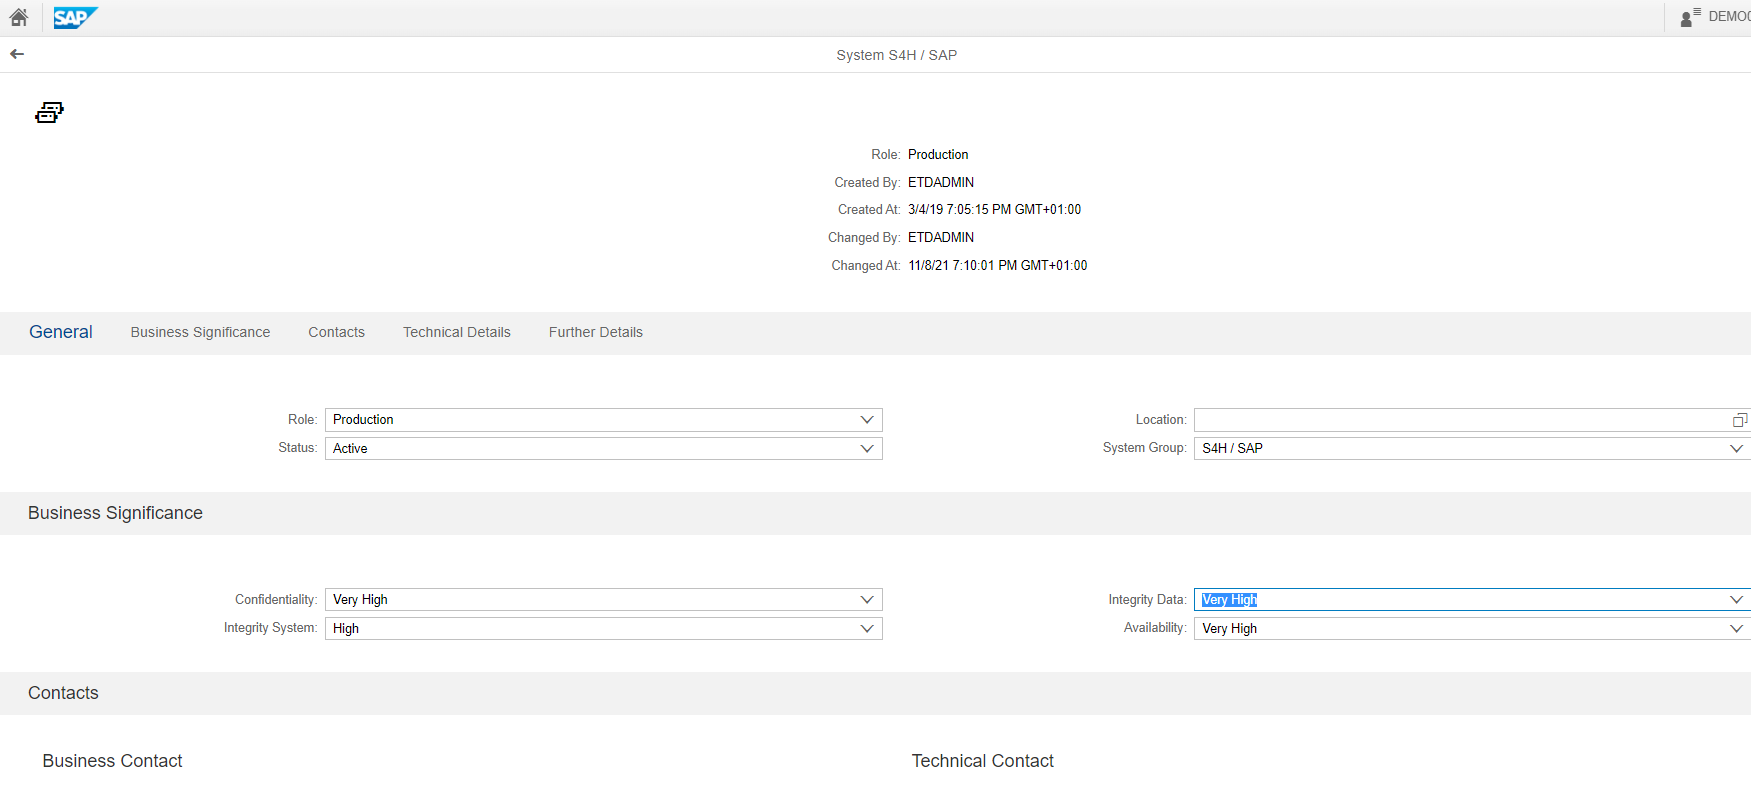 SAP
DEMO
System S4H / SAP
Role: Production
Created By: ETDADMIN
Created At: 3/4/19 7:05:15 PM GMT+01:00
Changed By: ETDADMIN
Changed At: 11/8/21 7:10:01 PM GMT+01:00
General Business Significance Contacts Technical Details Further Details
Role: Production Location:
Status: Active System Group: S4H / SAP
Business Significance
Confidentiality: Very High Integrity Data: Very High
Integrity System: High Availability: Very High
Contacts
Business Contact Technical Contact